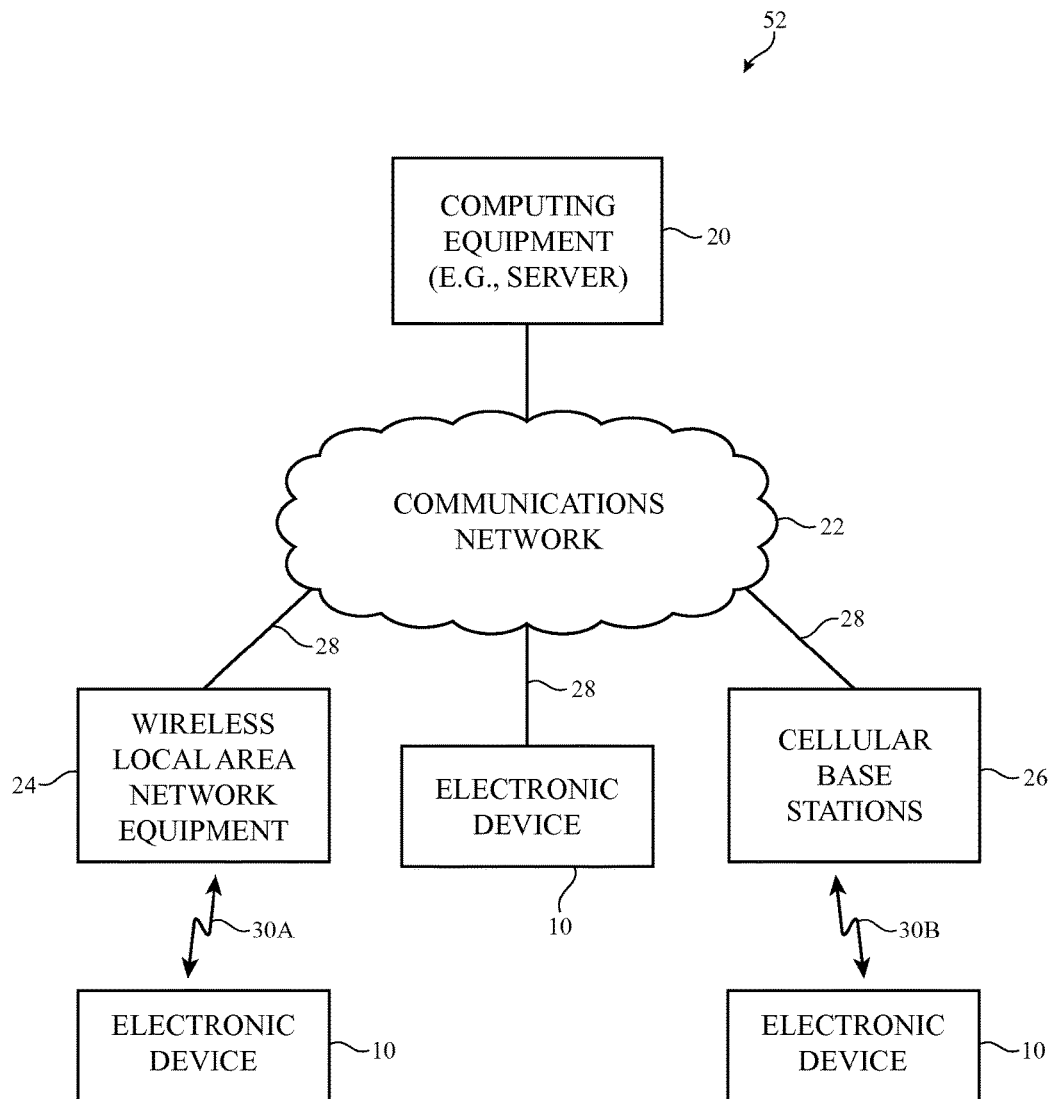 52
COMPUTING
EQUIPMENT
(E.G., SERVER)
20
COMMUNICATIONS
NETWORK
22
28
28
28
WIRELESS
LOCAL AREA
NETWORK
EQUIPMENT
24
ELECTRONIC
DEVICE
10
CELLULAR
BASE
STATIONS
26
30A
30B
ELECTRONIC
DEVICE
10
ELECTRONIC
DEVICE
10